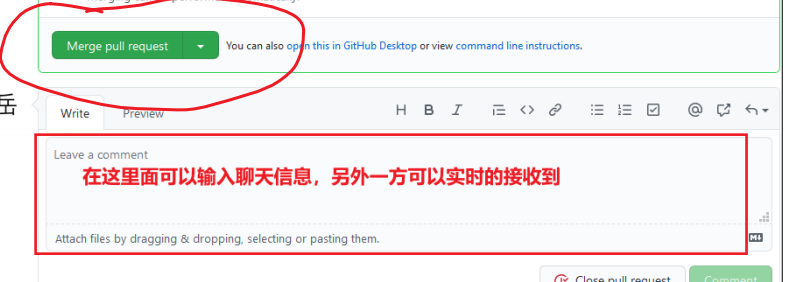 Merge pull request
You can also open this in GitHub Desktop or view command line instructions.
岳
Write Preview H B I @
Leave a comment
在这里面可以输入聊天信息，另外一方可以实时的接收到
Attach files by dragging & dropping, selecting or pasting them.
Close pull request Comment